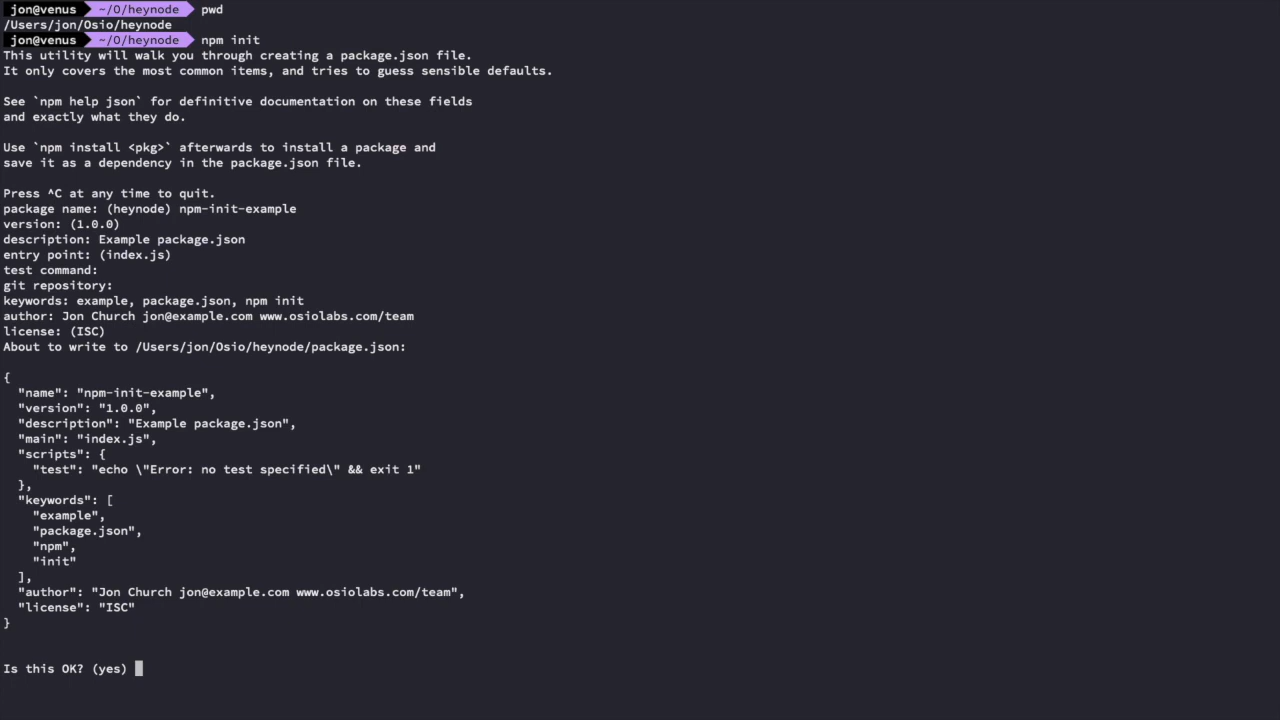 jon@venus ~/O/heynode pwd
/Users/jon/Osio/heynode
jon@venus ~/O/heynode npm init
This utility will walk you through creating a package.json file.
It only covers the most common items, and tries to guess sensible defaults.
See `npm help json` for definitive documentation on these fields
and exactly what they do.
Use `npm install <pkg>` afterwards to install a package and
save it as a dependency in the package.json file.
Press ^C at any time to quit.
package name: (heynode) npm-init-example
version: (1.0.0)
description: Example package.json
entry point: (index.js)
test command:
git repository:
keywords: example, package.json, npm init
author: Jon Church jon@example.com www.osiolabs.com/team
license: (ISC)
About to write to /Users/jon/Osio/heynode/package.json:
{
  "name": "npm-init-example",
  "version": "1.0.0",
  "description": "Example package.json",
  "main": "index.js",
  "scripts": {
    "test": "echo \"Error: no test specified\" && exit 1"
  },
  "keywords": [
    "example",
    "package.json",
    "npm",
    "init"
  ],
  "author": "Jon Church jon@example.com www.osiolabs.com/team",
  "license": "ISC"
}
Is this OK? (yes)